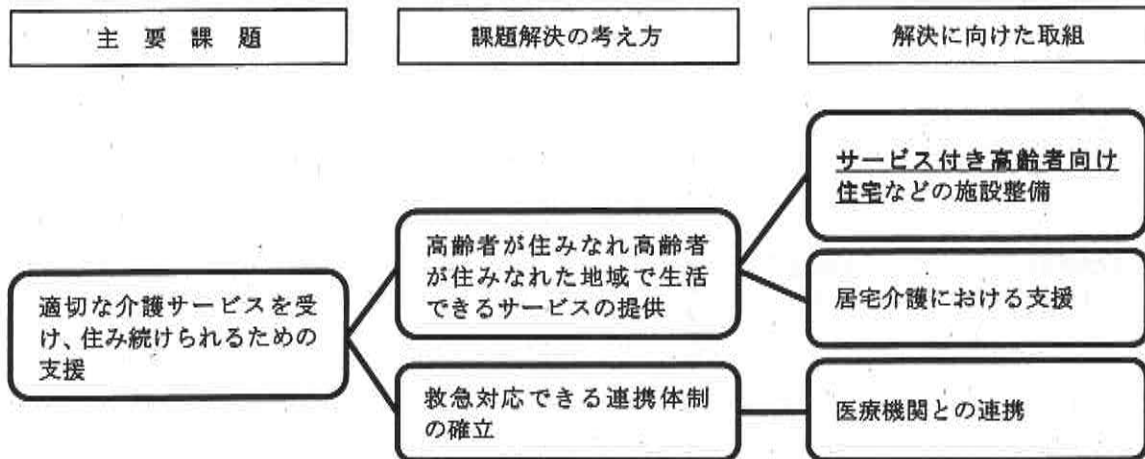 主要課題
課題解決の考え方
解決に向けた取組
サービス付き高齢者向け
住宅などの施設整備
高齢者が住みなれ高齢者
が住みなれた地域で生活
できるサービスの提供
適切な介護サービスを受
け、住み続けられるための
支援
居宅介護における支援
救急対応できる連携体制
の確立
医療機関との連携